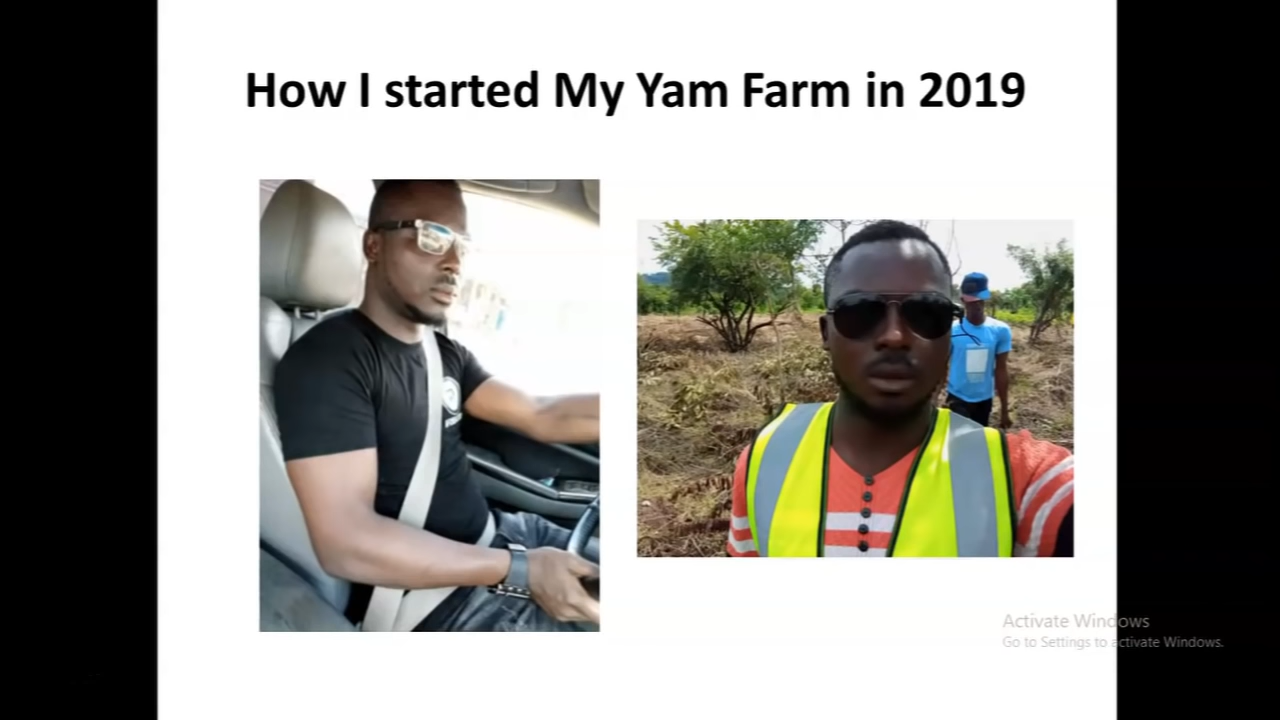 How I started My Yam Farm in 2019
Activate Windows
Go to Settings to activate Windows.